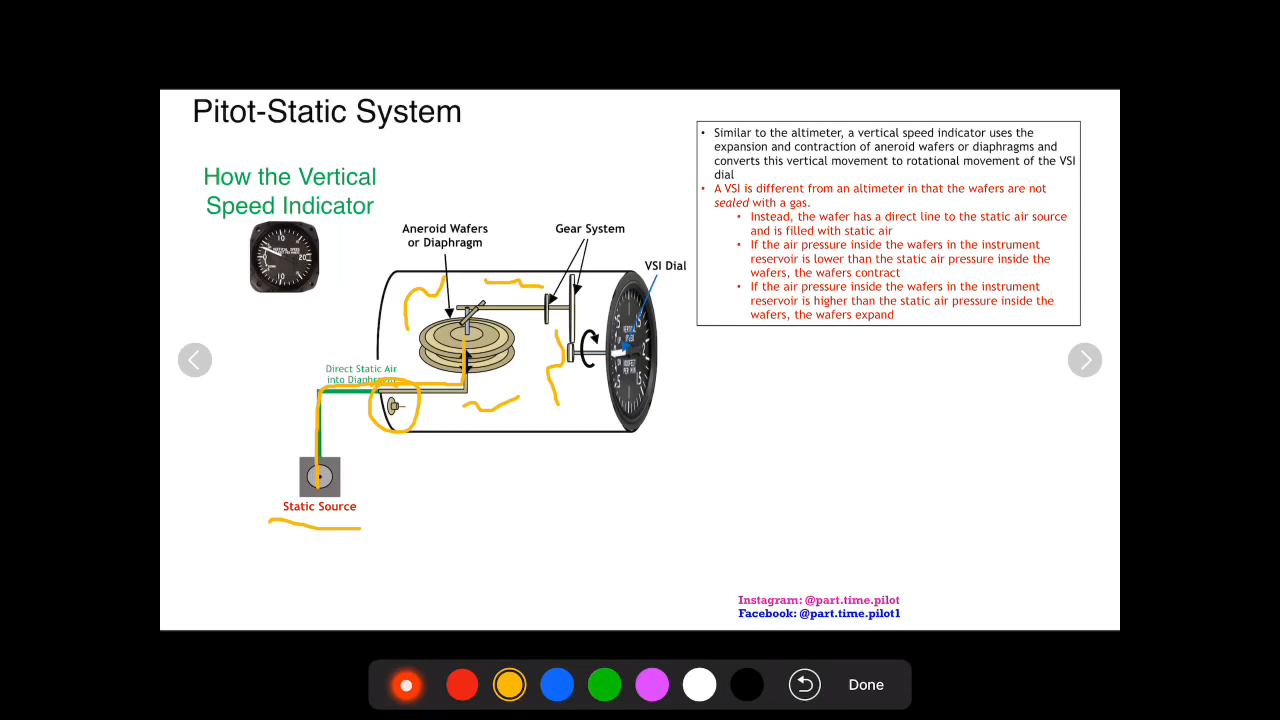 Pitot-Static System
How the Vertical
Speed Indicator
Aneroid Wafers
or Diaphragm
Gear System
VSI Dial
Direct Static Air
into Diaphragm
Static Source
• Similar to the altimeter, a vertical speed indicator uses the
expansion and contraction of aneroid wafers or diaphragms and
converts this vertical movement to rotational movement of the VSI
dial
• A VSI is different from an altimeter in that the wafers are not
sealed with a gas.
• Instead, the wafer has a direct line to the static air source
and is filled with static air
• If the air pressure inside the wafers in the instrument
reservoir is lower than the static air pressure inside the
wafers, the wafers contract
• If the air pressure inside the wafers in the instrument
reservoir is higher than the static air pressure inside the
wafers, the wafers expand
Instagram: @part.time.pilot
Facebook: @part.time.pilot1
Done